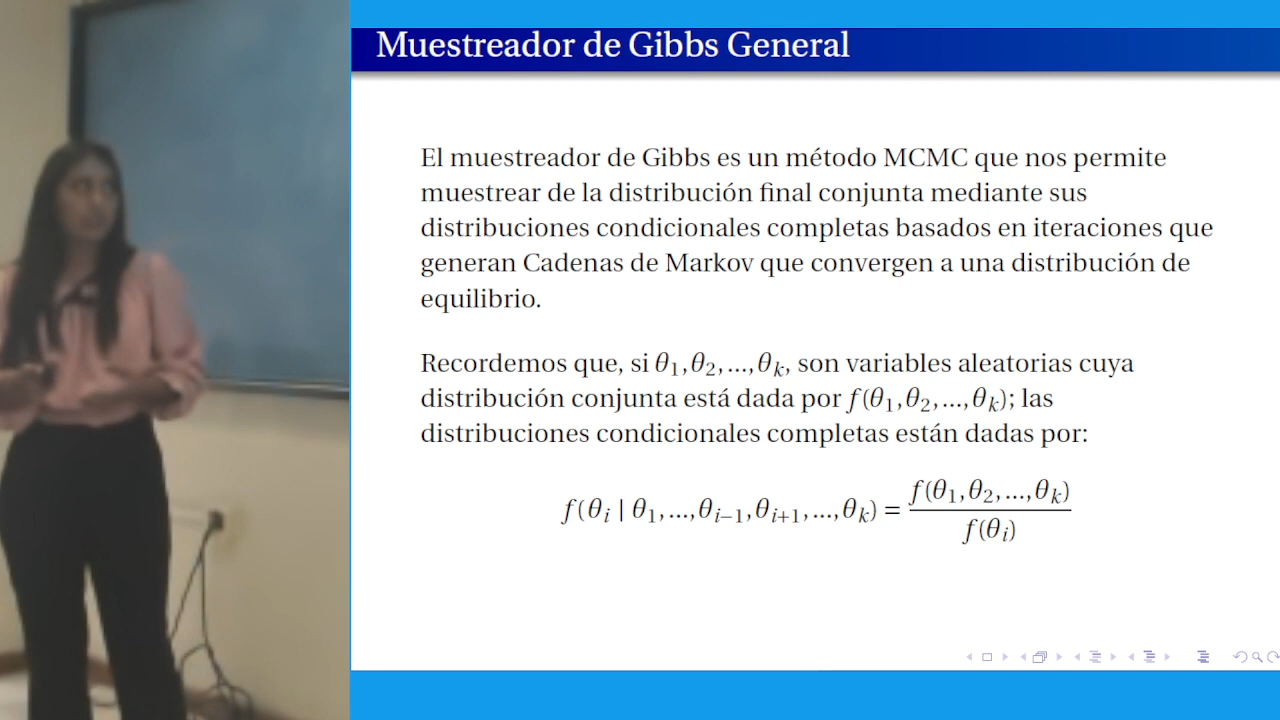 Muestreador de Gibbs General
El muestreador de Gibbs es un método MCMC que nos permite
muestrear de la distribución final conjunta mediante sus
distribuciones condicionales completas basados en iteraciones que
generan Cadenas de Markov que convergen a una distribución de
equilibrio.
Recordemos que, si θ₁,θ₂,...,θₖ, son variables aleatorias cuya
distribución conjunta está dada por f(θ₁,θ₂,...,θₖ); las
distribuciones condicionales completas están dadas por:
f(θᵢ | θ₁,...,θᵢ₋₁,θᵢ₊₁,...,θₖ) = f(θ₁,θ₂,...,θₖ) / f(θᵢ)